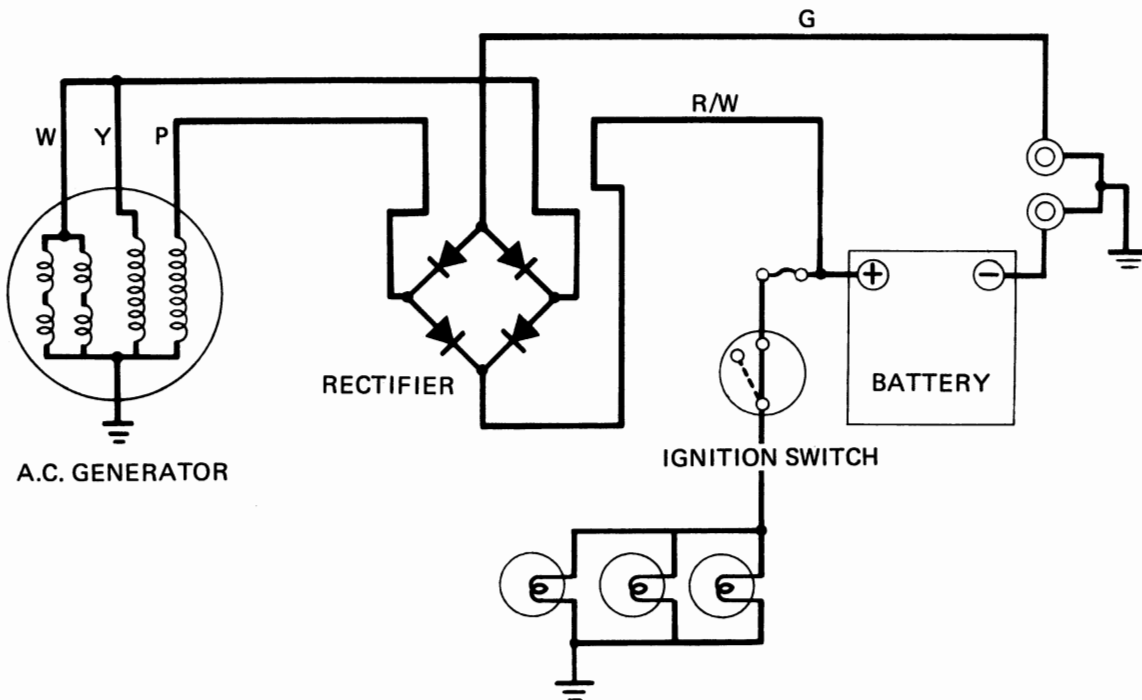 G
R/W
W Y P
+ −
BATTERY
RECTIFIER
IGNITION SWITCH
A.C. GENERATOR